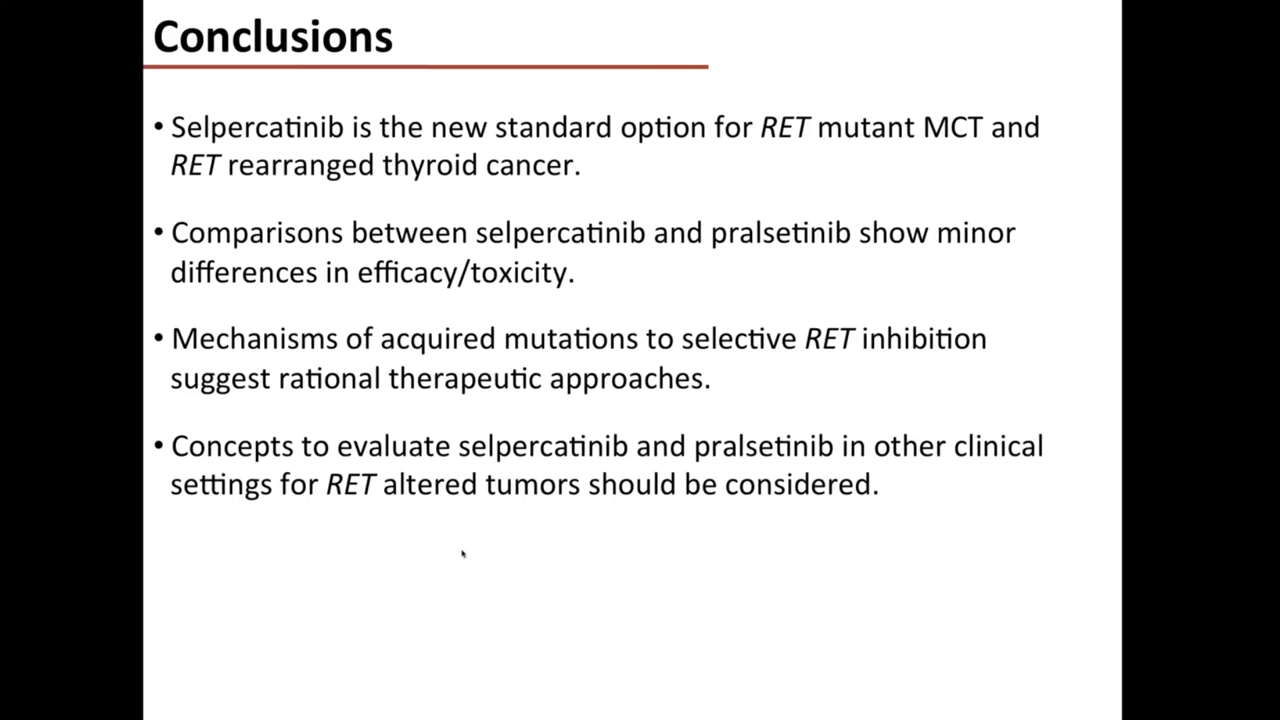 Conclusions
• Selpercatinib is the new standard option for RET mutant MCT and
RET rearranged thyroid cancer.
• Comparisons between selpercatinib and pralsetinib show minor
differences in efficacy/toxicity.
• Mechanisms of acquired mutations to selective RET inhibition
suggest rational therapeutic approaches.
• Concepts to evaluate selpercatinib and pralsetinib in other clinical
settings for RET altered tumors should be considered.